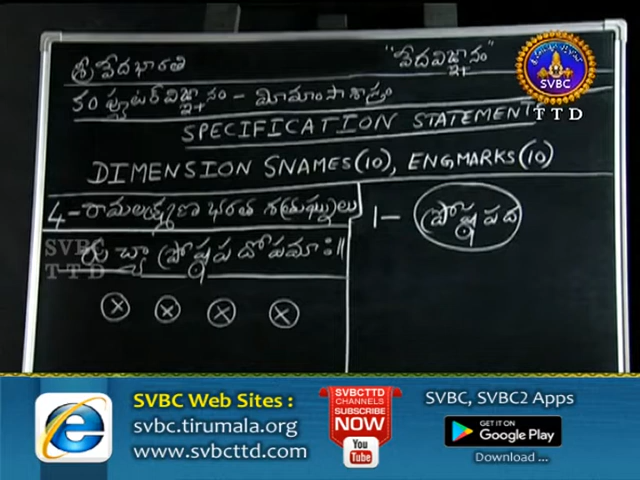 శ్రీ వేద భారతి
"వేదవిజ్ఞానం"
SVBC
TTD
కంప్యూటర్ విజ్ఞానం - మీమాంసా శాస్త్రం
SPECIFICATION STATEMENT
DIMENSION SNAMES(10), ENGMARKS(10)
4-రామలక్ష్మణ భరత శత్రుఘ్నులు
1- ప్రోష్ఠపద
SVBC
TTD
రుచ్యా ప్రోష్ఠపదోపమాః॥
SVBC Web Sites :
svbc.tirumala.org
www.svbcttd.com
SVBCTTD
CHANNELS
SUBSCRIBE
NOW
You
Tube
SVBC, SVBC2 Apps
GET IT ON
Google Play
Download ...